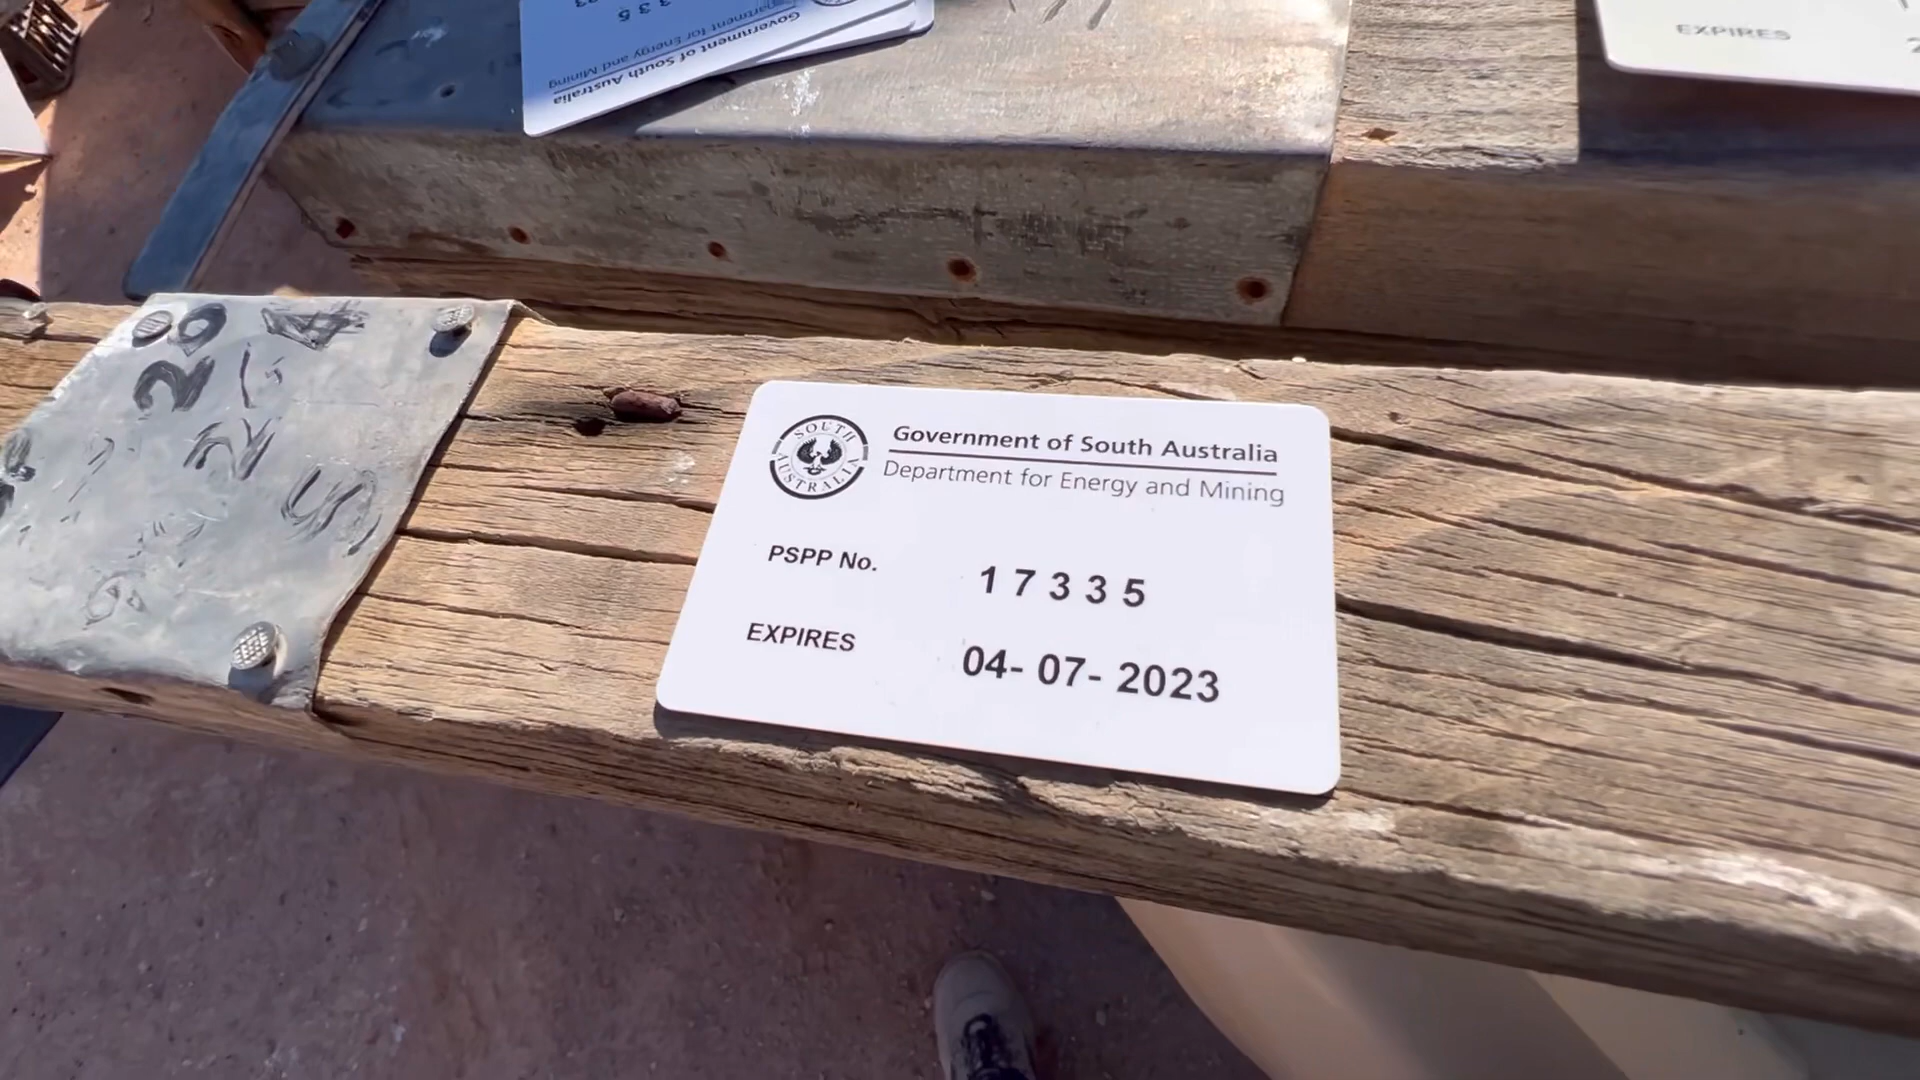 335
Department for Energy and Mining
Government of South Australia
EXPIRES
SOUTH AUSTRALIA
Government of South Australia
Department for Energy and Mining
PSPP No. 17335
EXPIRES 04- 07- 2023